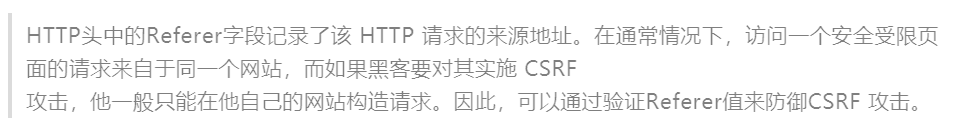 HTTP头中的Referer字段记录了该 HTTP 请求的来源地址。在通常情况下，访问一个安全受限页
面的请求来自于同一个网站，而如果黑客要对其实施 CSRF
攻击，他一般只能在他自己的网站构造请求。因此，可以通过验证Referer值来防御CSRF 攻击。